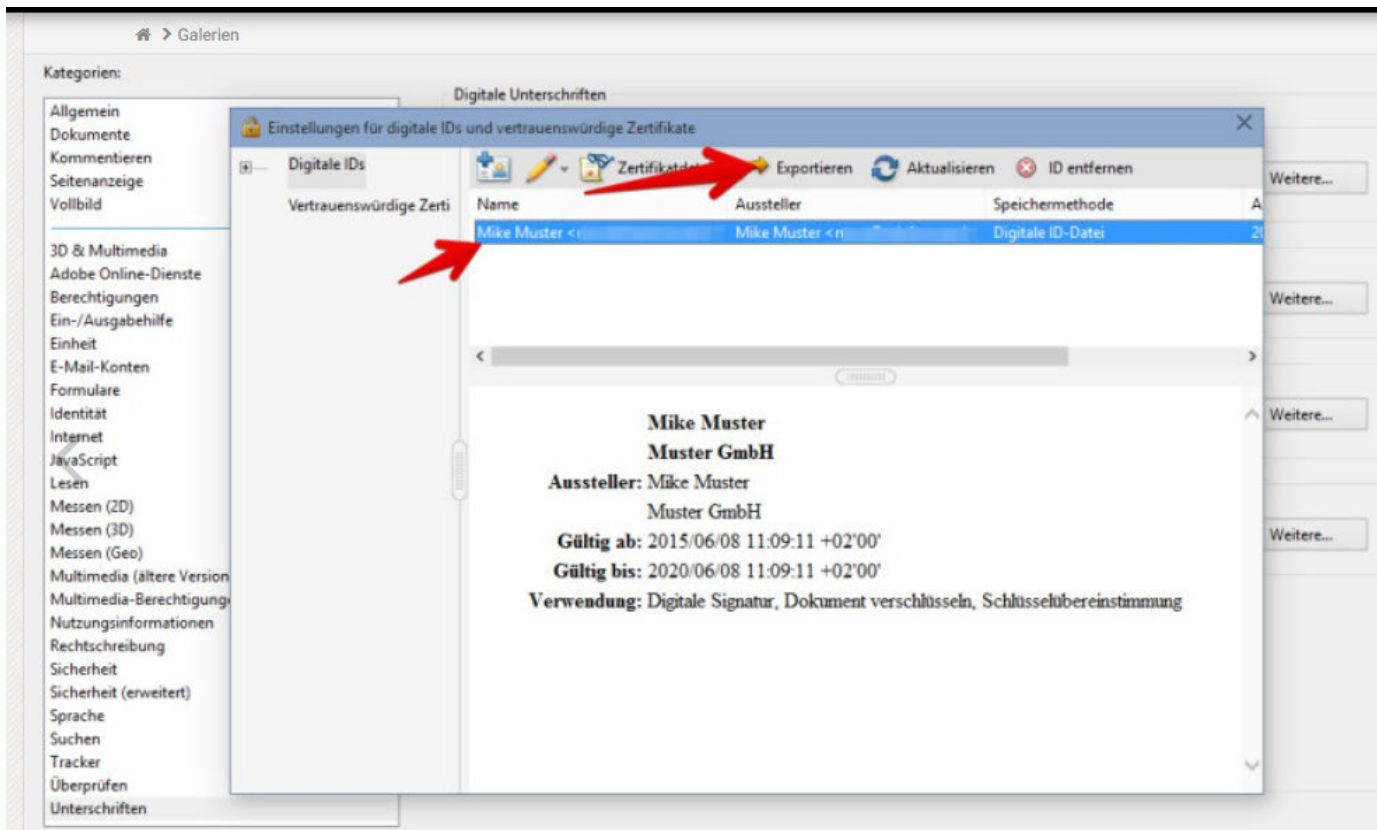 Galerien
Kategorien:
Allgemein
Dokumente
Kommentieren
Seitenanzeige
Vollbild
3D & Multimedia
Adobe Online-Dienste
Berechtigungen
Ein-/Ausgabehilfe
Einheit
E-Mail-Konten
Formulare
Identität
Internet
JavaScript
Lesen
Messen (2D)
Messen (3D)
Messen (Geo)
Multimedia (ältere Version
Multimedia-Berechtigung
Nutzungsinformationen
Rechtschreibung
Sicherheit
Sicherheit (erweitert)
Sprache
Suchen
Tracker
Überprüfen
Unterschriften
Digitale Unterschriften
Einstellungen für digitale IDs und vertrauenswürdige Zertifikate
Digitale IDs
Vertrauenswürdige Zerti
Exportieren Aktualisieren ID entfernen
Name Aussteller Speichermethode A
Mike Muster < Mike Muster <n Digitale ID-Datei 20
Mike Muster
Muster GmbH
Aussteller: Mike Muster
Muster GmbH
Gültig ab: 2015/06/08 11:09:11 +02'00'
Gültig bis: 2020/06/08 11:09:11 +02'00'
Verwendung: Digitale Signatur, Dokument verschlüsseln, Schlüsselübereinstimmung
Weitere...
Weitere...
Weitere...
Weitere...